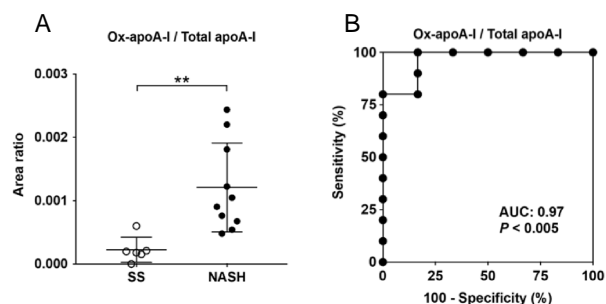 A
Ox-apoA-I / Total apoA-I
0.003
0.002
0.001
0.000
Area ratio
**
SS
NASH
B
Ox-apoA-I / Total apoA-I
100
75
50
25
0
Sensitivity (%)
AUC: 0.97
P < 0.005
0
25
50
75
100
100 - Specificity (%)